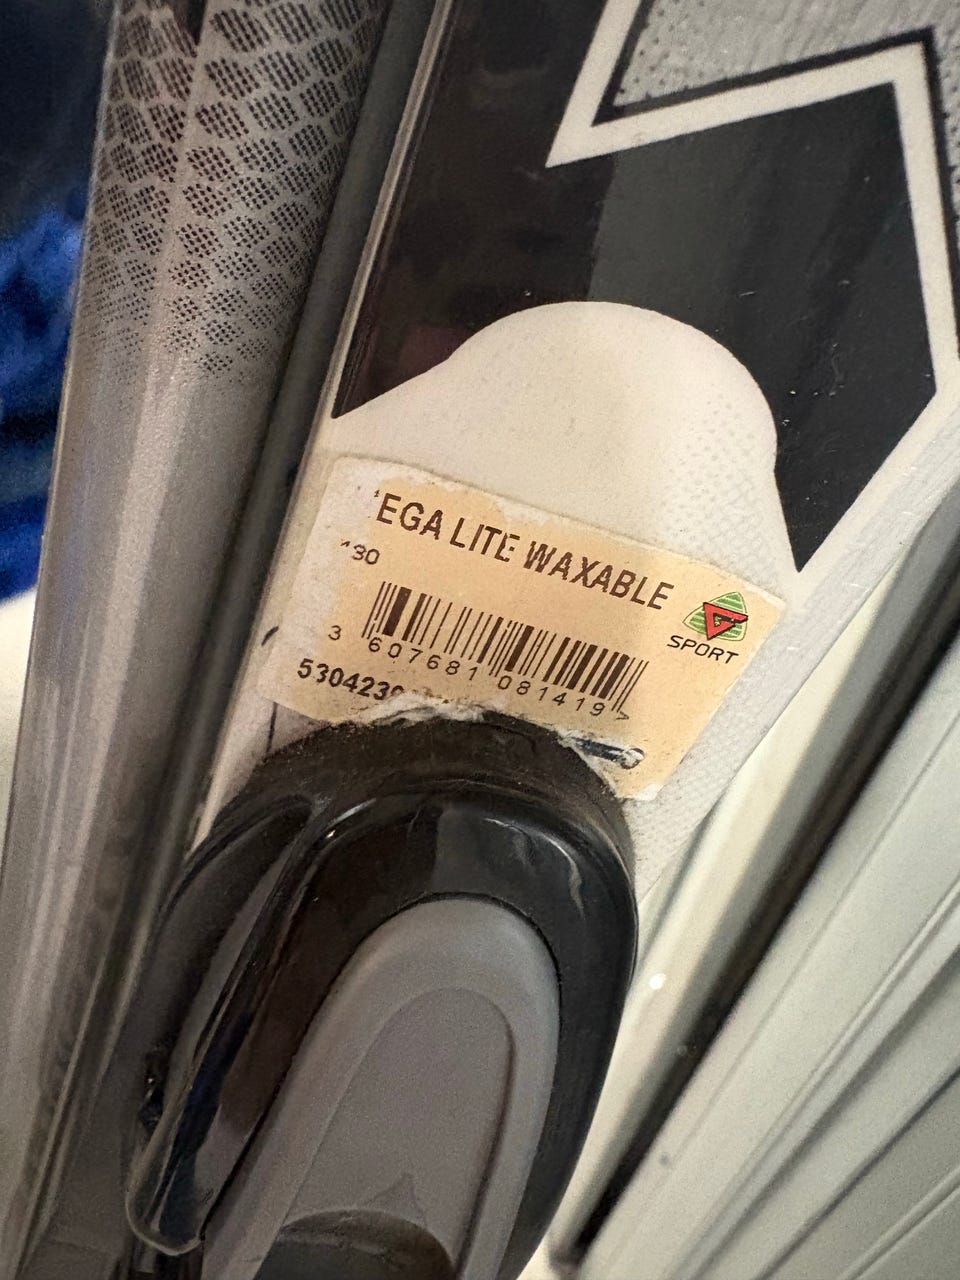 EGA LITE WAXABLE
130
SPORT
3 607681 081419 >
530423